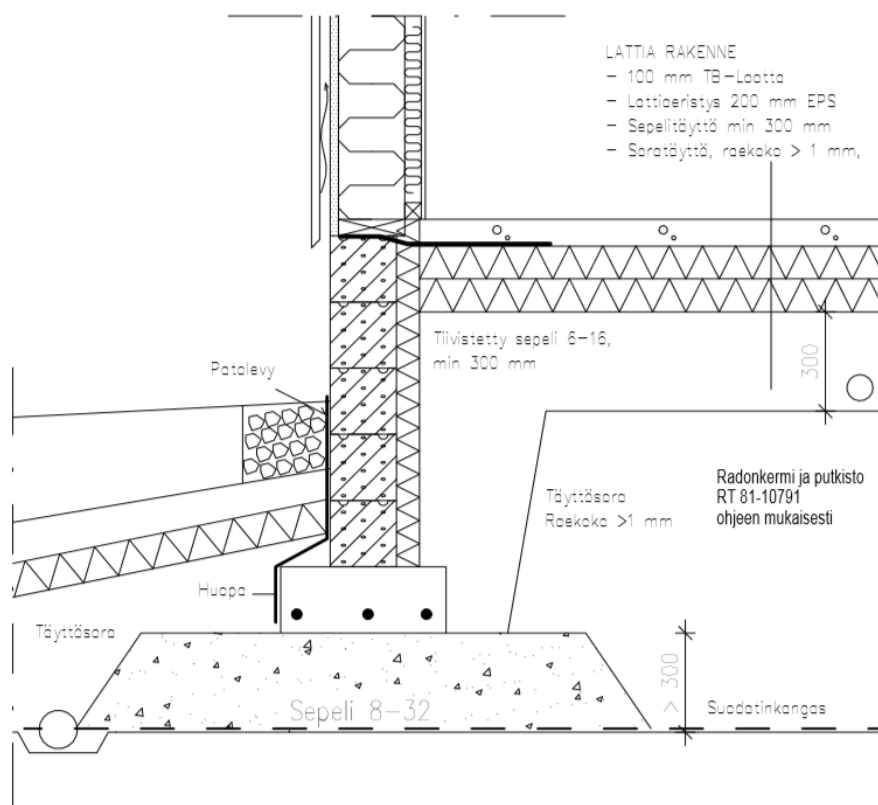 LATTIA RAKENNE
- 100 mm TB-Laatta
- Lattiaeristys 200 mm EPS
- Sepelitäyttö min 300 mm
- Soratäyttö, raekoko > 1 mm,
Tiivistetty sepeli 6-16,
min 300 mm
300
Patolevy
Täyttösora
Raekoko >1 mm
Radonkermi ja putkisto
RT 81-10791
ohjeen mukaisesti
Huopa
Täyttösora
Sepeli 8-32
> 300
Suodatinkangas